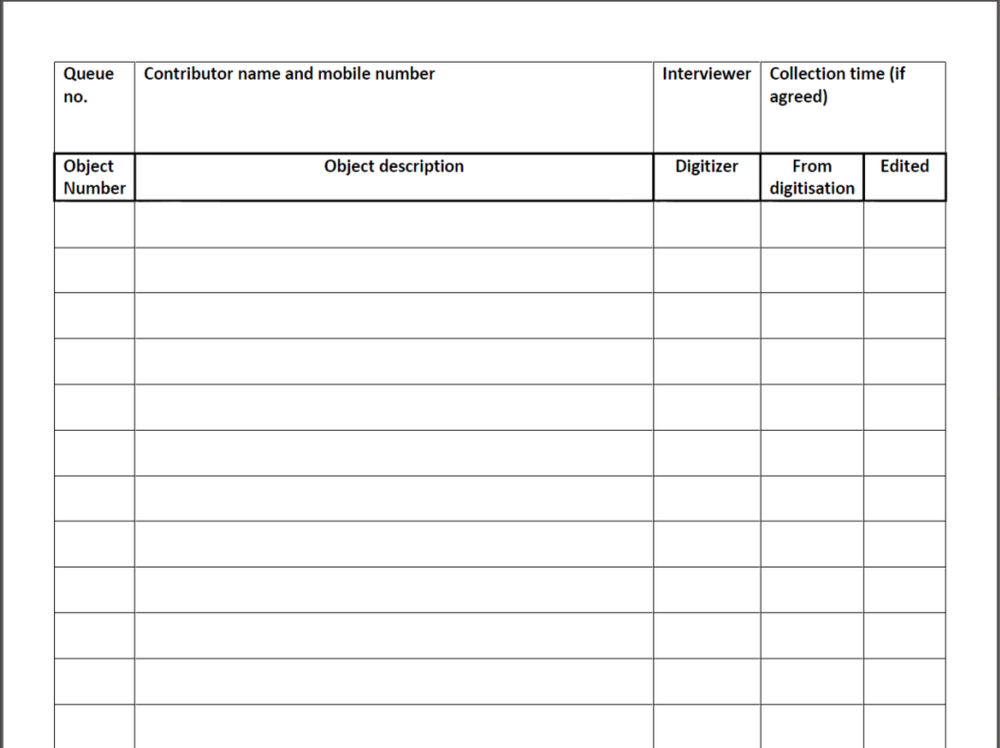 Queue Contributor name and mobile number Interviewer Collection time (if
no. agreed)
Object Object description Digitizer From Edited
Number digitisation